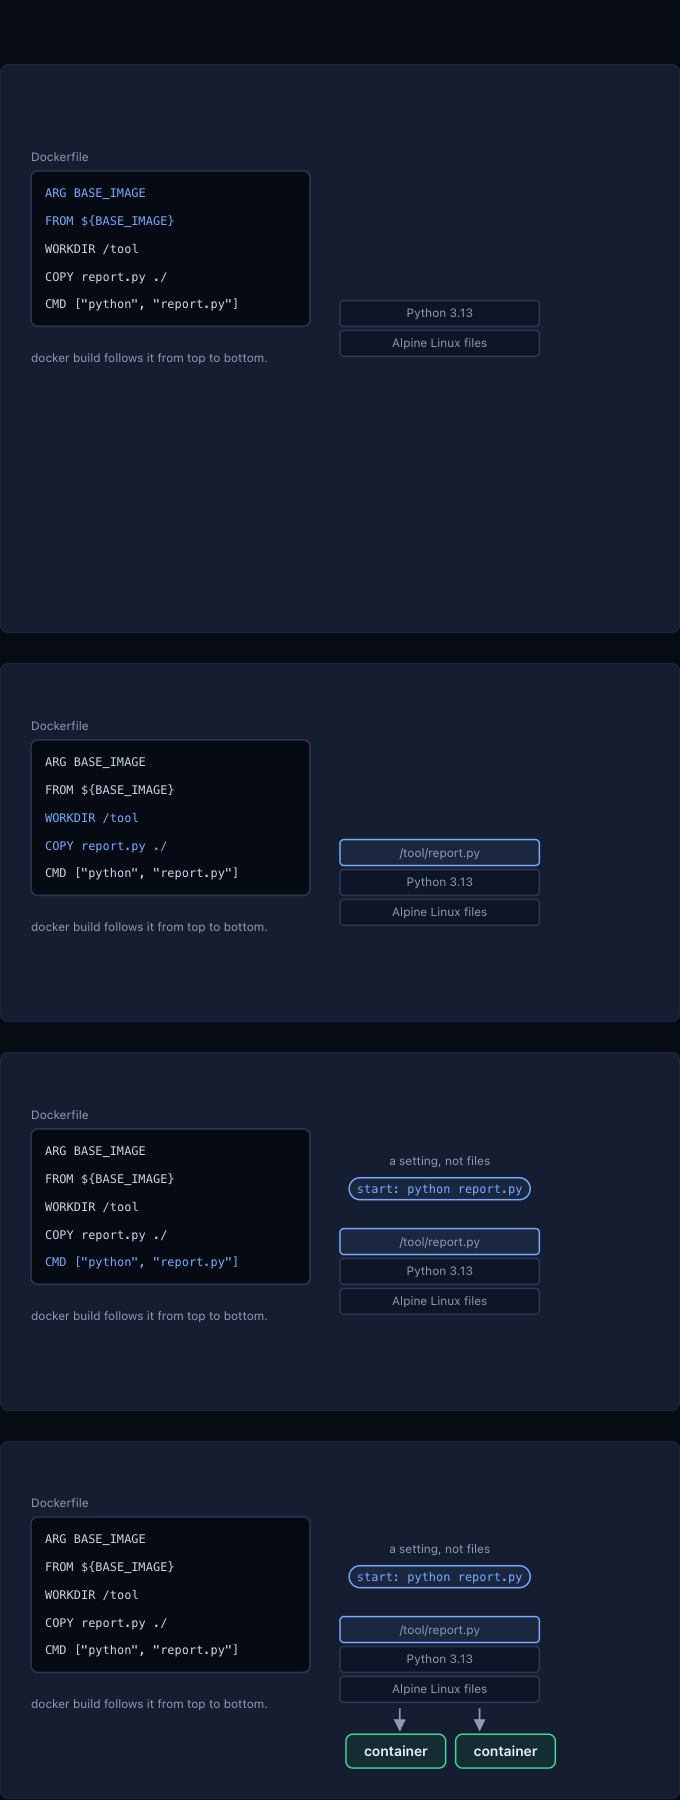 Dockerfile
ARG BASE_IMAGE
FROM ${BASE_IMAGE}
WORKDIR /tool
COPY report.py ./
CMD ["python", "report.py"]
docker build follows it from top to bottom.
Python 3.13
Alpine Linux files
Dockerfile
ARG BASE_IMAGE
FROM ${BASE_IMAGE}
WORKDIR /tool
COPY report.py ./
CMD ["python", "report.py"]
docker build follows it from top to bottom.
/tool/report.py
Python 3.13
Alpine Linux files
Dockerfile
ARG BASE_IMAGE
FROM ${BASE_IMAGE}
WORKDIR /tool
COPY report.py ./
CMD ["python", "report.py"]
docker build follows it from top to bottom.
a setting, not files
start: python report.py
/tool/report.py
Python 3.13
Alpine Linux files
Dockerfile
ARG BASE_IMAGE
FROM ${BASE_IMAGE}
WORKDIR /tool
COPY report.py ./
CMD ["python", "report.py"]
docker build follows it from top to bottom.
a setting, not files
start: python report.py
/tool/report.py
Python 3.13
Alpine Linux files
container
container